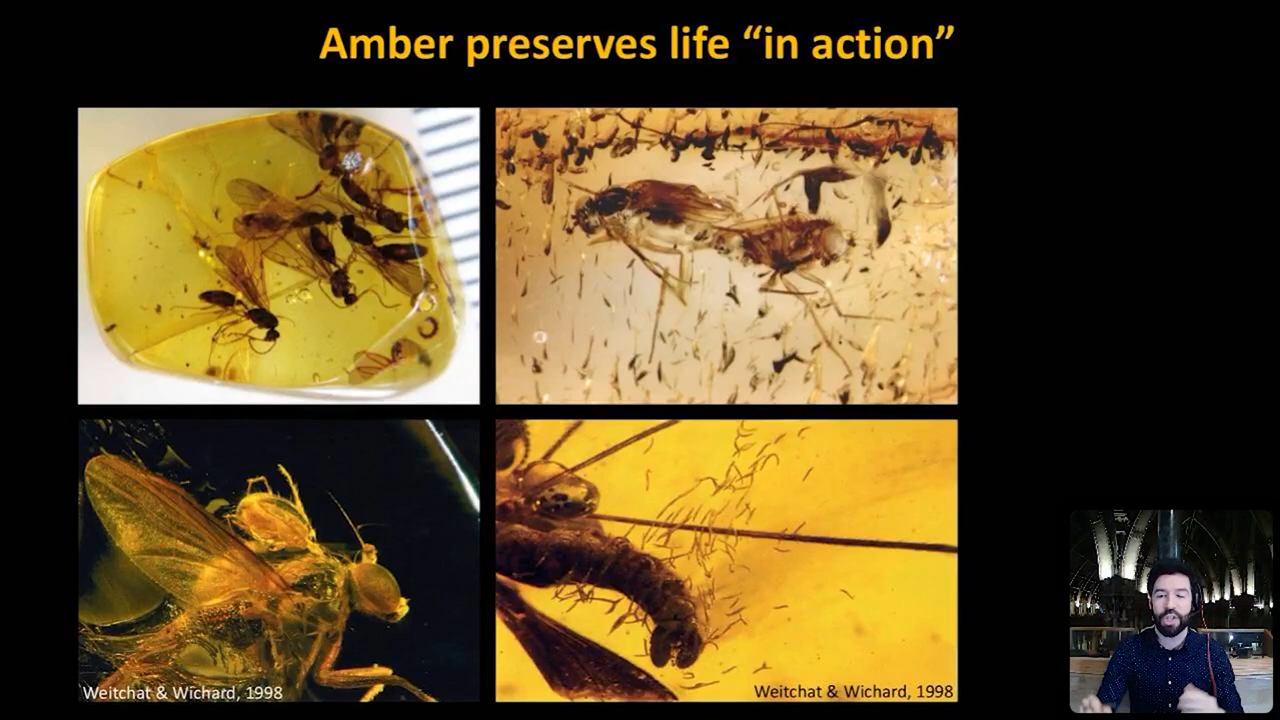 Amber preserves life “in action”
Weitchat & Wichard, 1998
Weitchat & Wichard, 1998